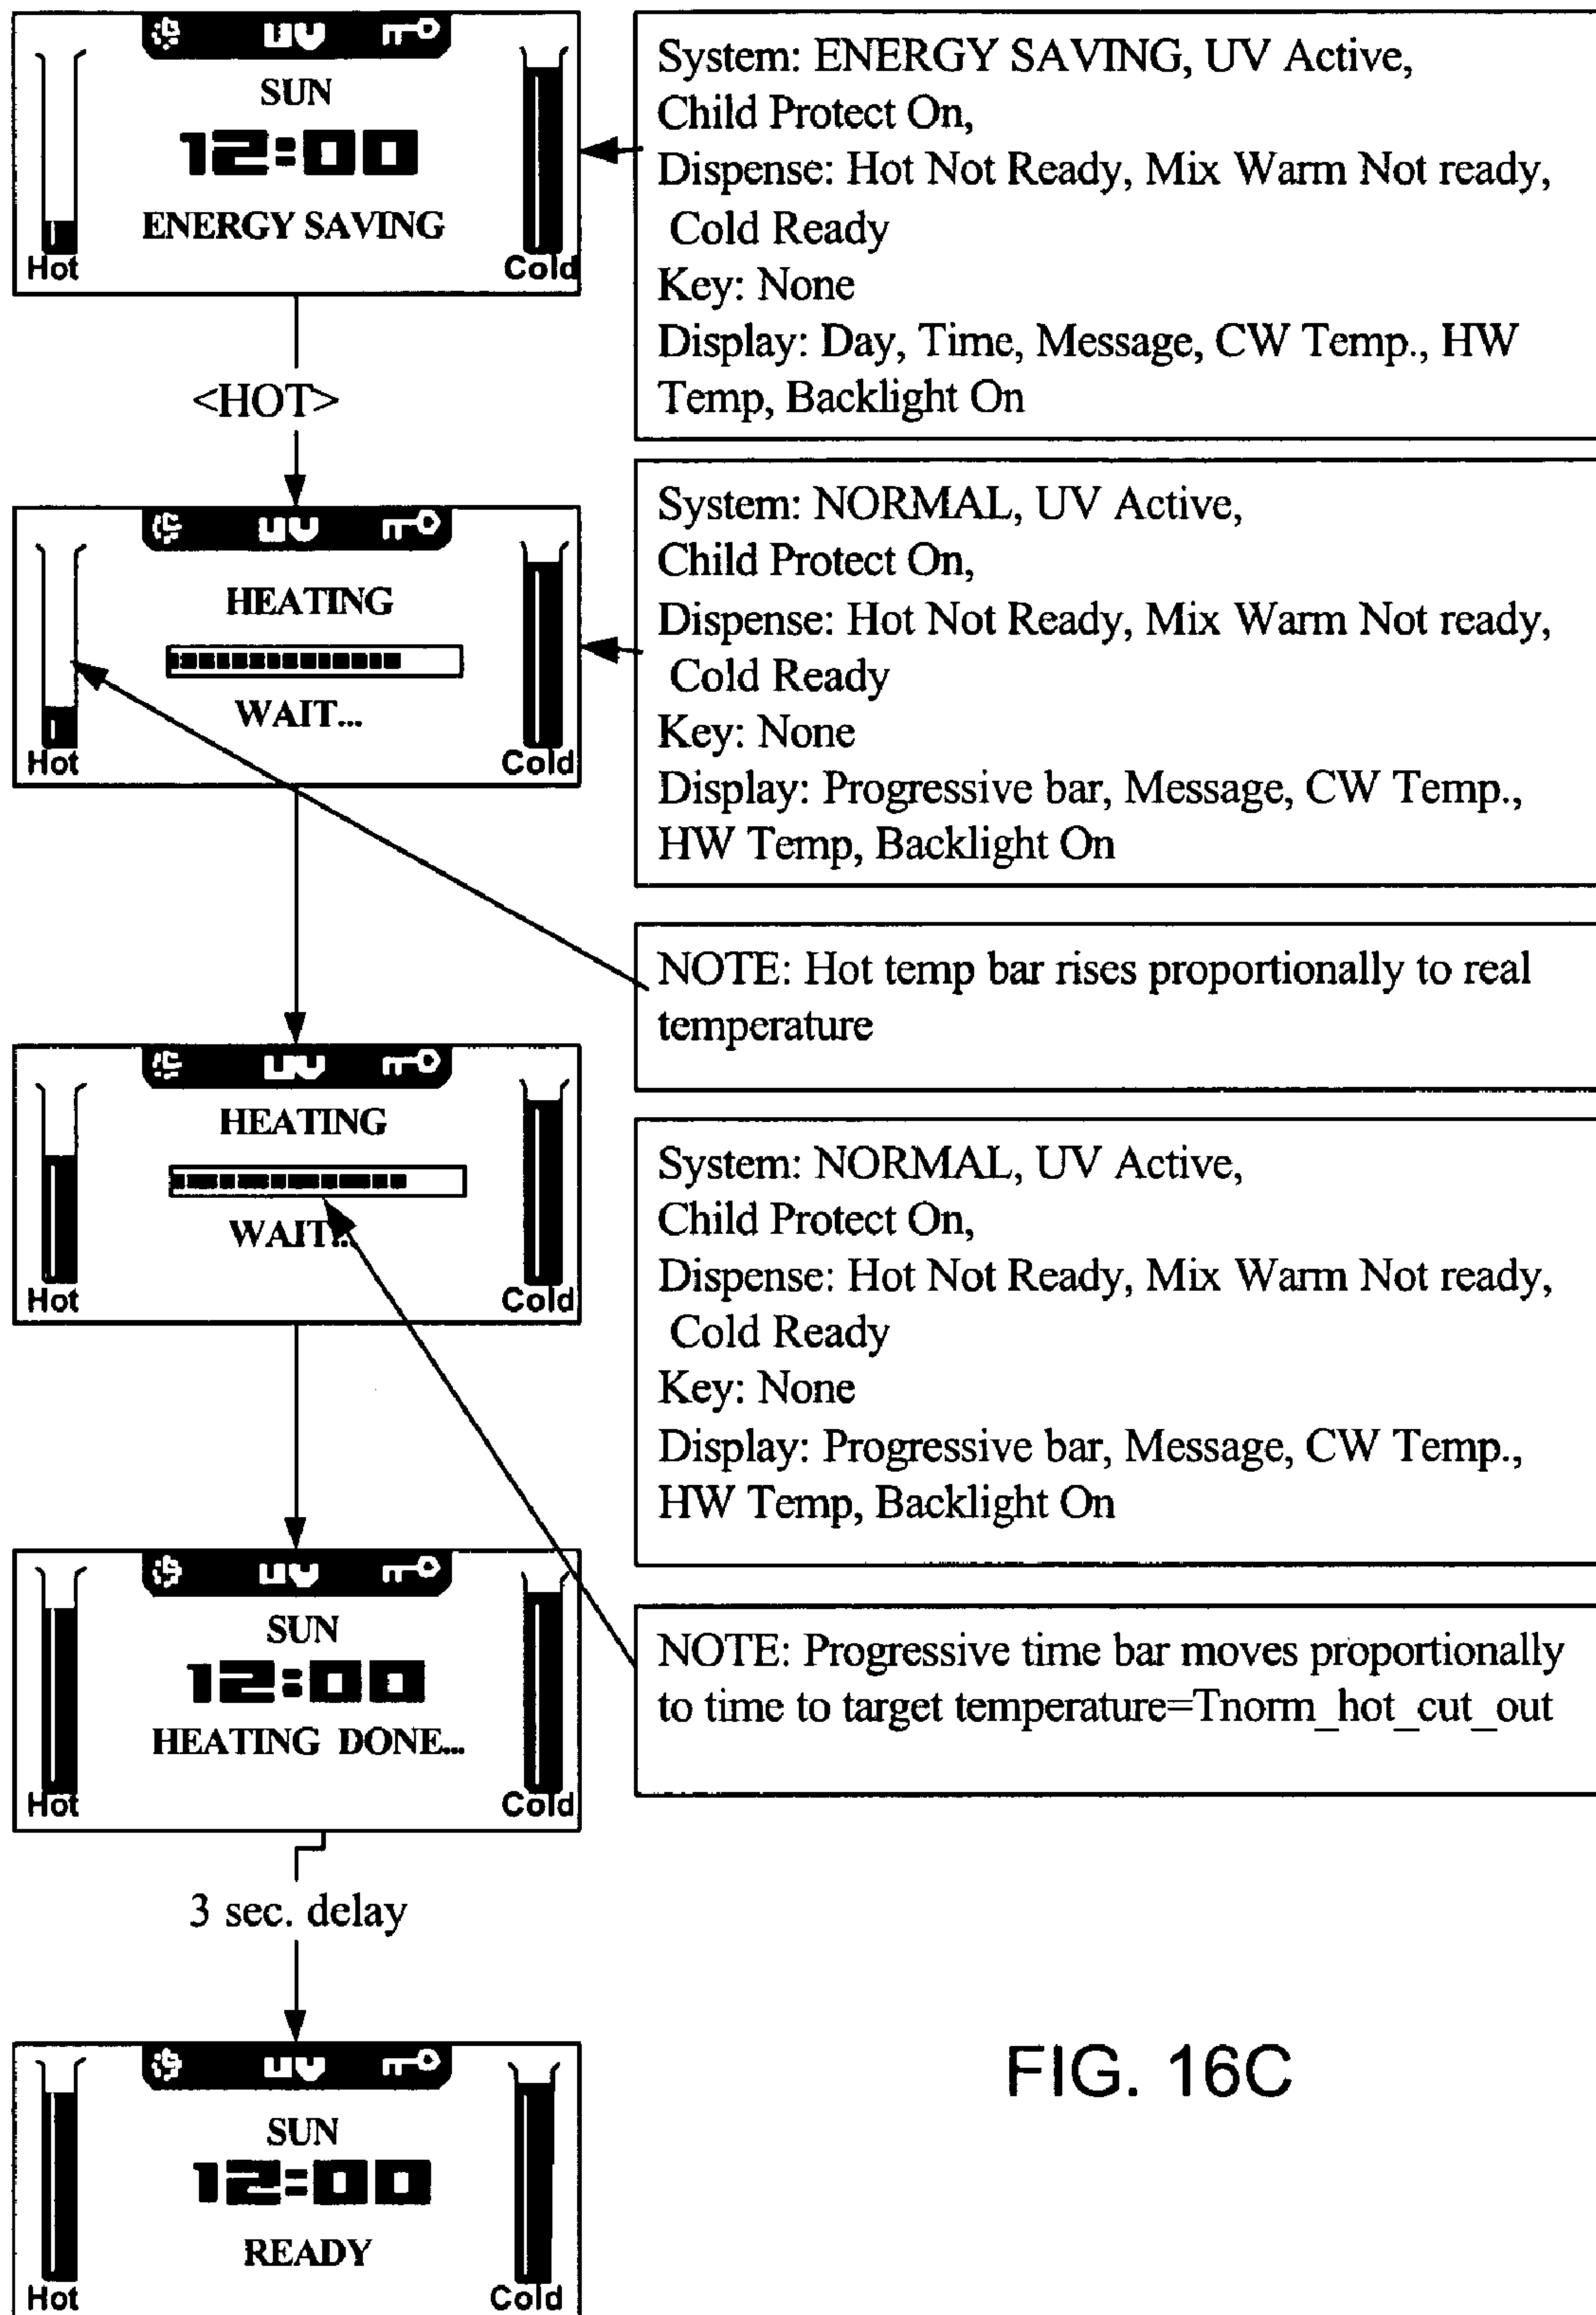 UV
SUN
12:00
ENERGY SAVING
Hot
Cold
System: ENERGY SAVING, UV Active,
Child Protect On,
Dispense: Hot Not Ready, Mix Warm Not ready,
Cold Ready
Key: None
Display: Day, Time, Message, CW Temp., HW
Temp, Backlight On
<HOT>
UV
HEATING
WAIT...
Hot
Cold
System: NORMAL, UV Active,
Child Protect On,
Dispense: Hot Not Ready, Mix Warm Not ready,
Cold Ready
Key: None
Display: Progressive bar, Message, CW Temp.,
HW Temp, Backlight On
NOTE: Hot temp bar rises proportionally to real
temperature
UV
HEATING
WAIT...
Hot
Cold
System: NORMAL, UV Active,
Child Protect On,
Dispense: Hot Not Ready, Mix Warm Not ready,
Cold Ready
Key: None
Display: Progressive bar, Message, CW Temp.,
HW Temp, Backlight On
UV
SUN
12:00
HEATING DONE...
Hot
Cold
NOTE: Progressive time bar moves proportionally
to time to target temperature=Tnorm_hot_cut_out
3 sec. delay
UV
SUN
12:00
READY
Hot
Cold
FIG. 16C